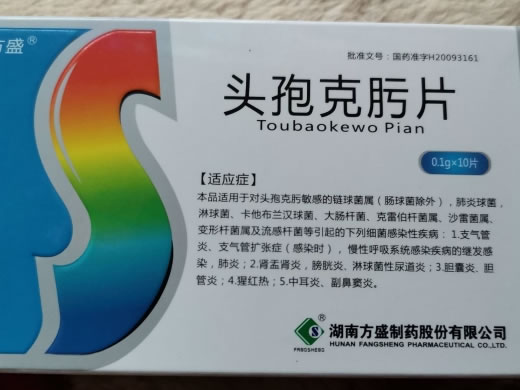 方盛®
批准文号：国药准字H20093161
头孢克肟片
Toubaokewo Pian
0.1g×10片
【适应症】
本品适用于对头孢克肟敏感的链球菌属（肠球菌除外），肺炎球菌，
淋球菌、卡他布兰汉球菌、大肠杆菌、克雷伯杆菌属、沙雷菌属、
变形杆菌属及流感杆菌等引起的下列细菌感染性疾病：1.支气管
炎、支气管扩张症（感染时），慢性呼吸系统感染疾病的继发感
染，肺炎；2.肾盂肾炎，膀胱炎、淋球菌性尿道炎；3.胆囊炎、胆
管炎；4.猩红热；5.中耳炎、副鼻窦炎。
FANGSHENG
湖南方盛制药股份有限公司
HUNAN FANGSHENG PHARMACEUTICAL CO.,LTD.